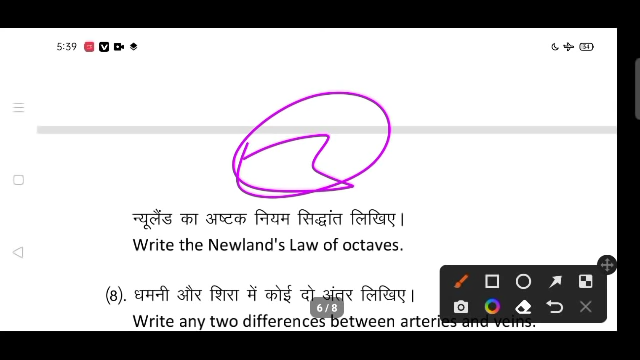 5:39
54
न्यूलैंड का अष्टक नियम सिद्धांत लिखिए।
Write the Newland's Law of octaves.
(8). धमनी और शिरा में कोई दो अंतर लिखिए।
6 / 8
Write any two differences between arteries and veins.